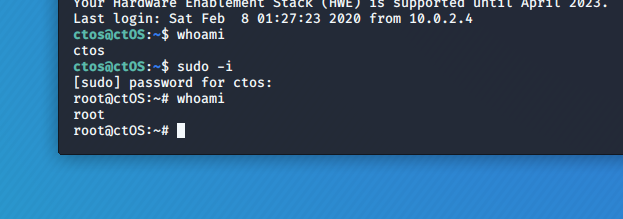 Your Hardware Enablement Stack (HWE) is supported until April 2023.
Last login: Sat Feb  8 01:27:23 2020 from 10.0.2.4
ctos@ctOS:~$ whoami
ctos
ctos@ctOS:~$ sudo -i
[sudo] password for ctos:
root@ctOS:~# whoami
root
root@ctOS:~#